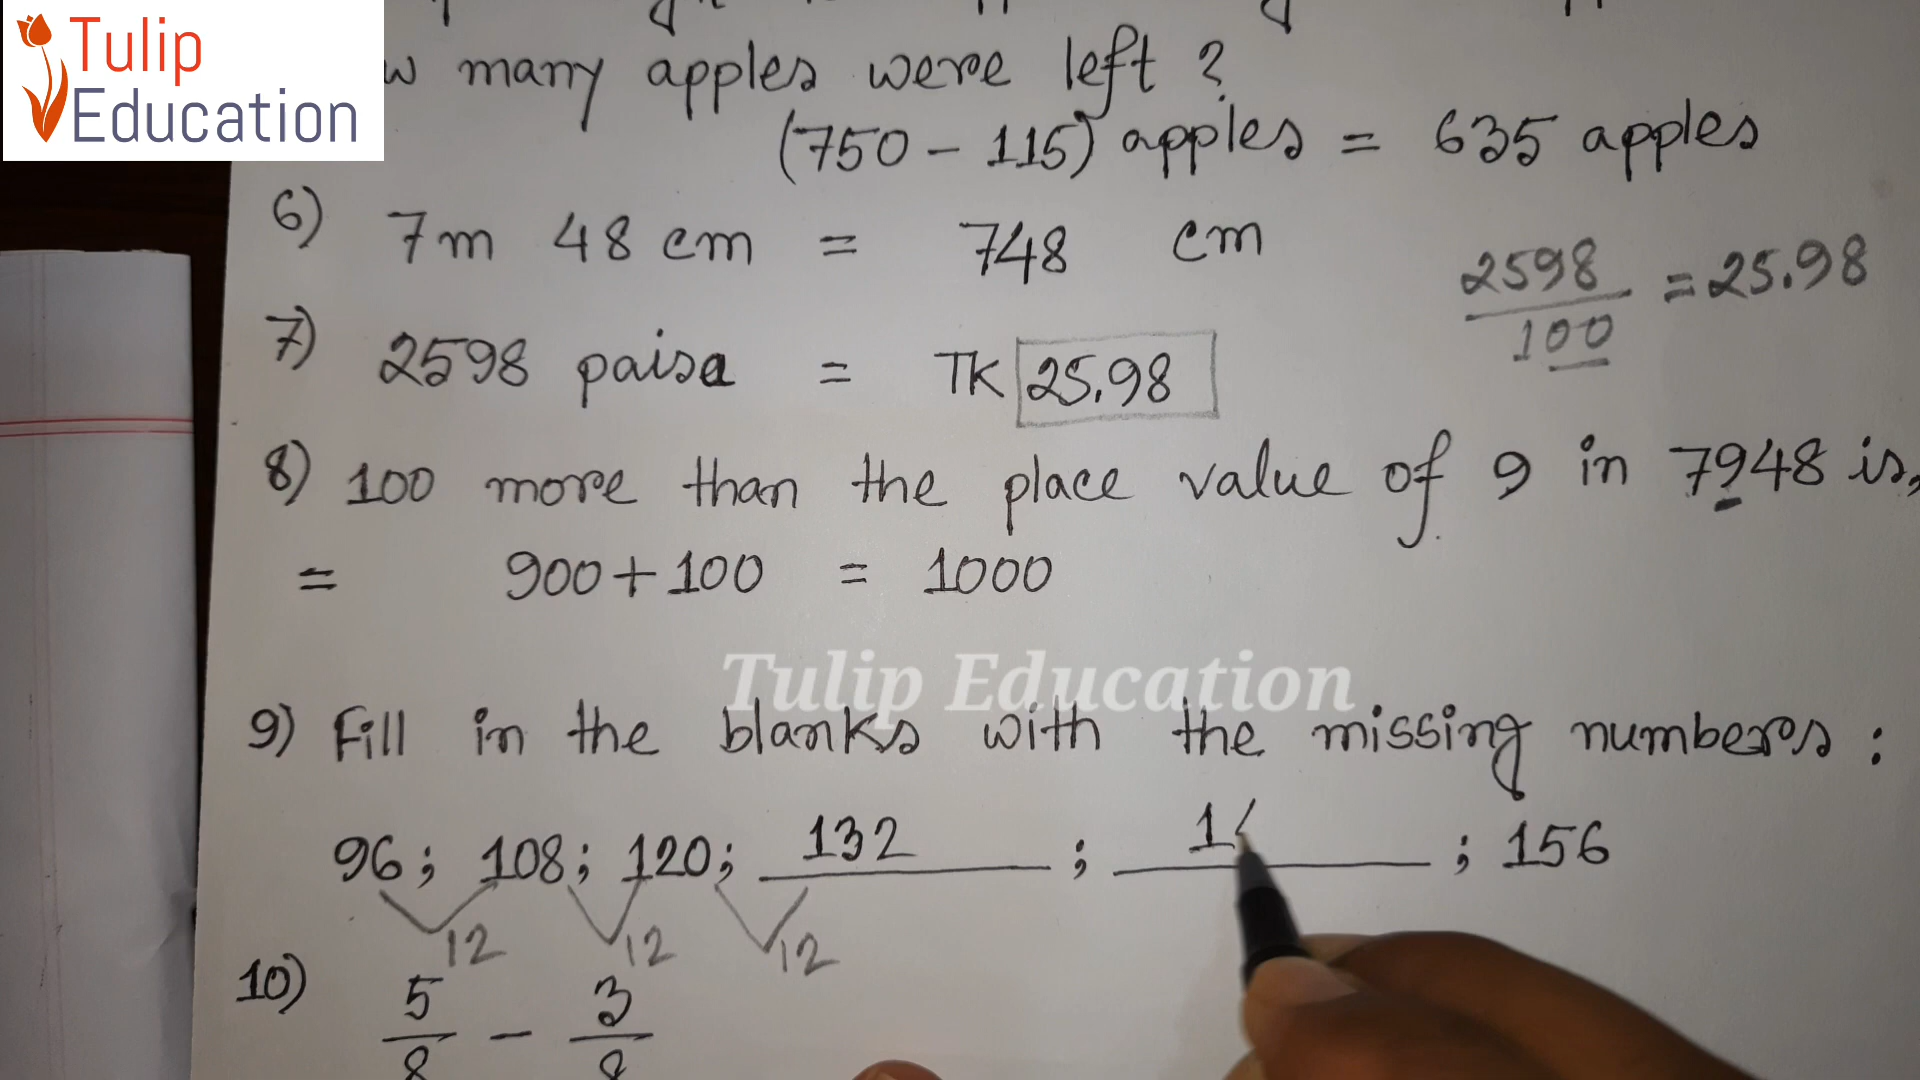 Tulip
Education
many apples were left ?
(750 - 115) apples = 635 apples
6) 7m 48 cm = 748 cm
2598
100
= 25.98
7) 2598 paisa = TK 25.98
8) 100 more than the place value of 9 in 7948 is,
= 900+100 = 1000
Tulip Education
9) Fill in the blanks with the missing numbers :
96; 108; 120; 132 ; 1 ; 156
12 12 12
10) 5 - 3
8 8